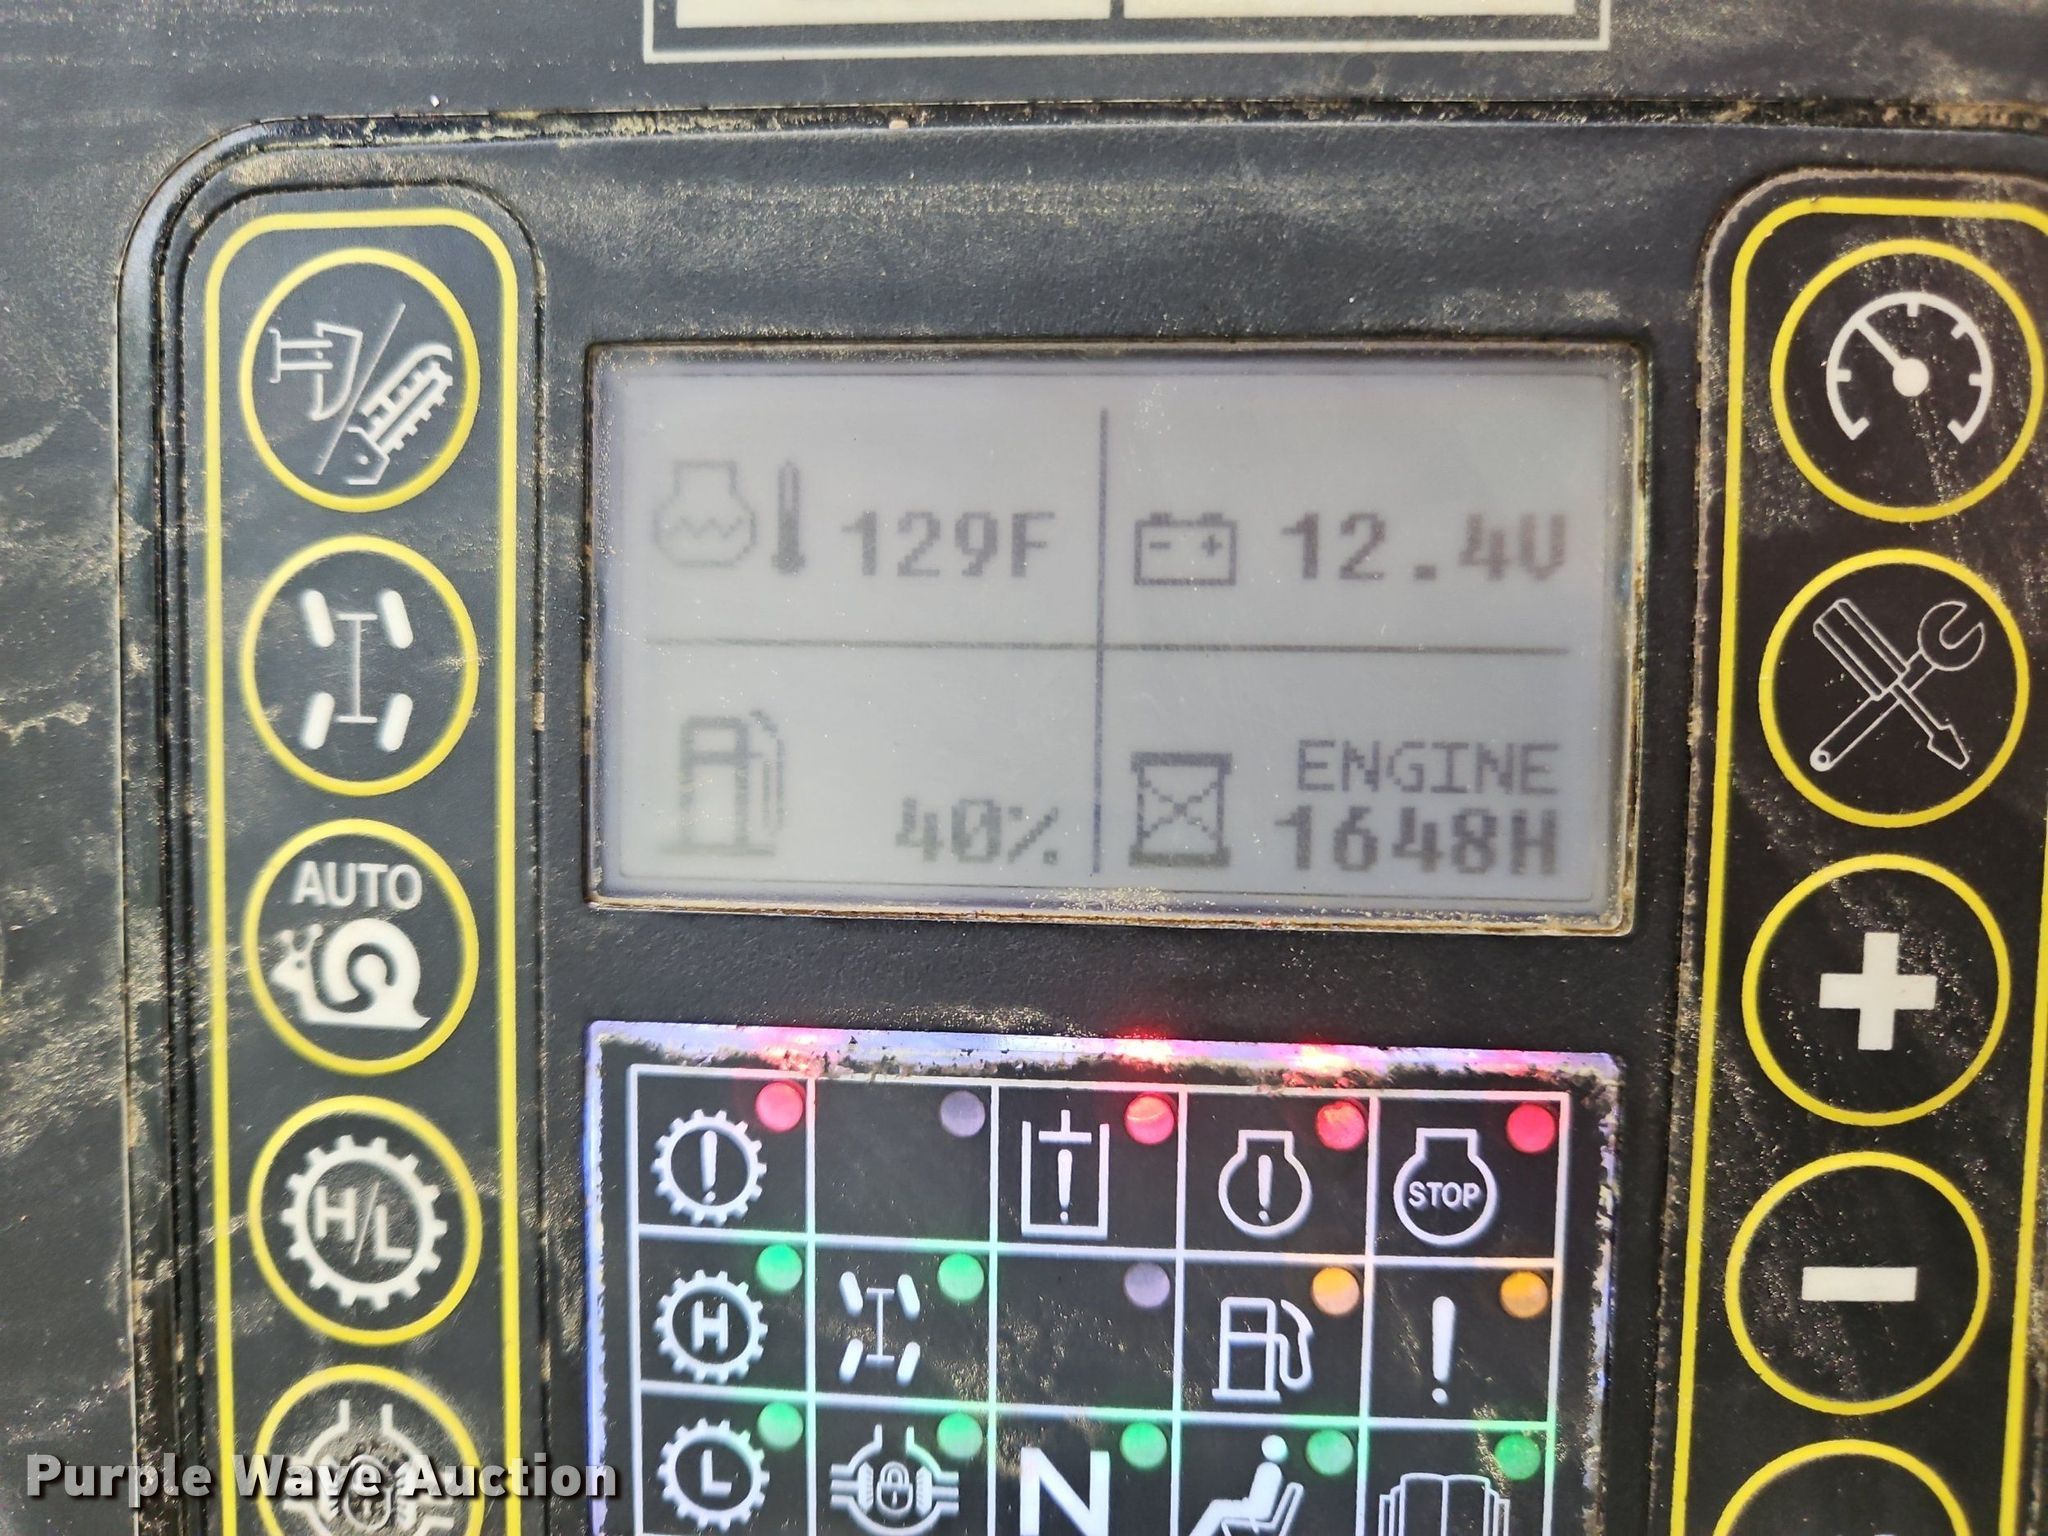 129F
12.4V
40%
ENGINE
1648H
AUTO
H/L
STOP
H
L
N
Purple Wave Auction